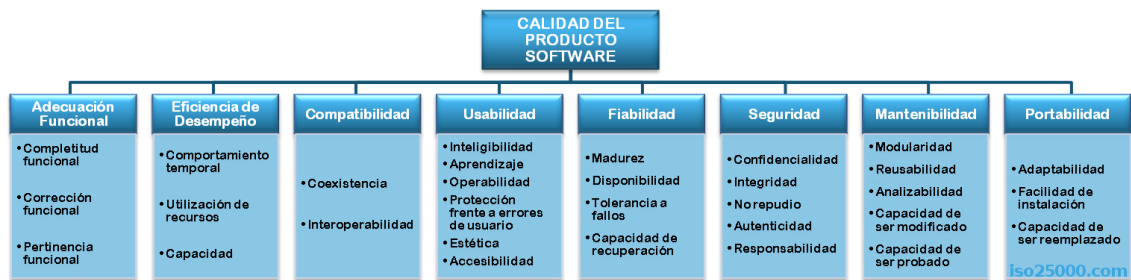 CALIDAD DEL
PRODUCTO
SOFTWARE
Adecuación
Funcional
• Completitud
funcional
• Corrección
funcional
• Pertinencia
funcional
Eficiencia de
Desempeño
• Comportamiento
temporal
• Utilización de
recursos
• Capacidad
Compatibilidad
• Coexistencia
• Interoperabilidad
Usabilidad
• Inteligibilidad
• Aprendizaje
• Operabilidad
• Protección
frente a errores
de usuario
• Estética
• Accesibilidad
Fiabilidad
• Madurez
• Disponibilidad
• Tolerancia a
fallos
• Capacidad de
recuperación
Seguridad
• Confidencialidad
• Integridad
• No repudio
• Autenticidad
• Responsabilidad
Mantenibilidad
• Modularidad
• Reusabilidad
• Analizabilidad
• Capacidad de
ser modificado
• Capacidad de
ser probado
Portabilidad
• Adaptabilidad
• Facilidad de
instalación
• Capacidad de
ser reemplazado
iso25000.com